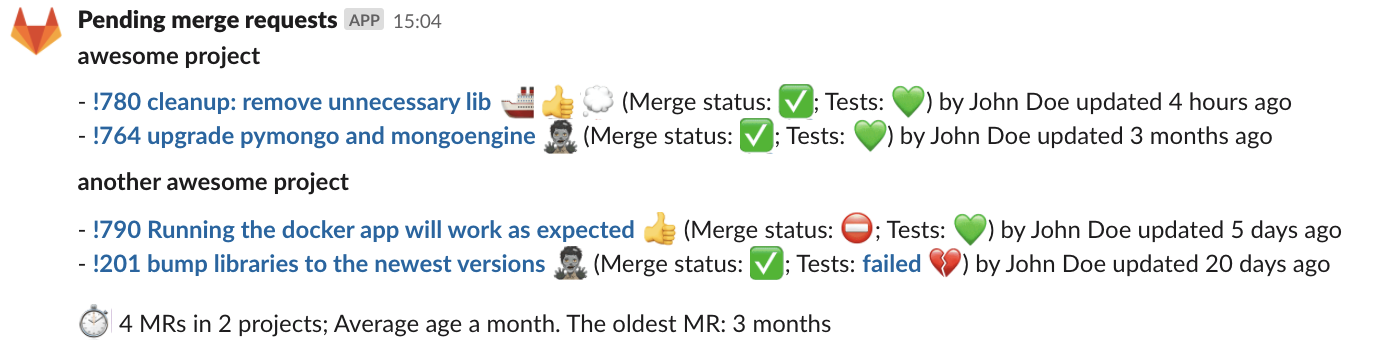 Pending merge requests APP 15:04
awesome project
- !780 cleanup: remove unnecessary lib 🚢 👍 💭 (Merge status: ✅; Tests: 💚) by John Doe updated 4 hours ago
- !764 upgrade pymongo and mongoengine 🧟 (Merge status: ✅; Tests: 💚) by John Doe updated 3 months ago
another awesome project
- !790 Running the docker app will work as expected 👍 (Merge status: ⛔; Tests: 💚) by John Doe updated 5 days ago
- !201 bump libraries to the newest versions 🧟 (Merge status: ✅; Tests: failed 💔) by John Doe updated 20 days ago
⏱ 4 MRs in 2 projects; Average age a month. The oldest MR: 3 months